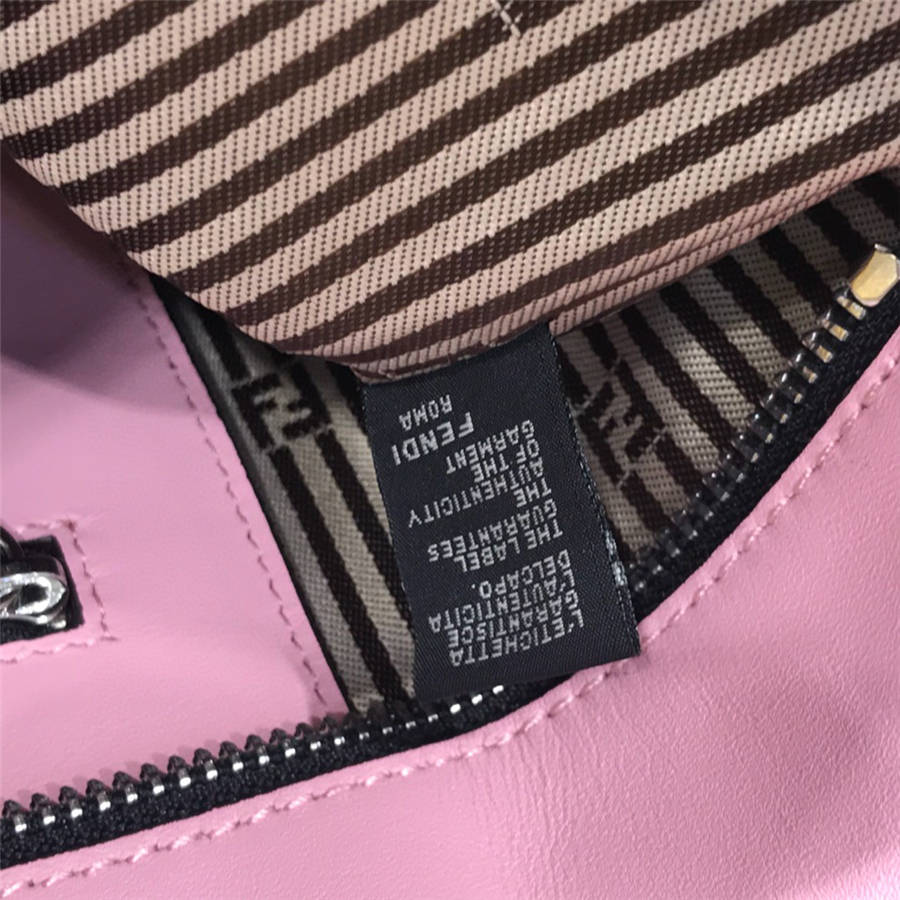 L'ETICHETTA
GARANTISCE
L'AUTENTICITA
DELCAPO.
THE LABEL
GUARANTEES
THE
AUTHENTICITY
OF THE
GARMENT
FENDI
ROMA